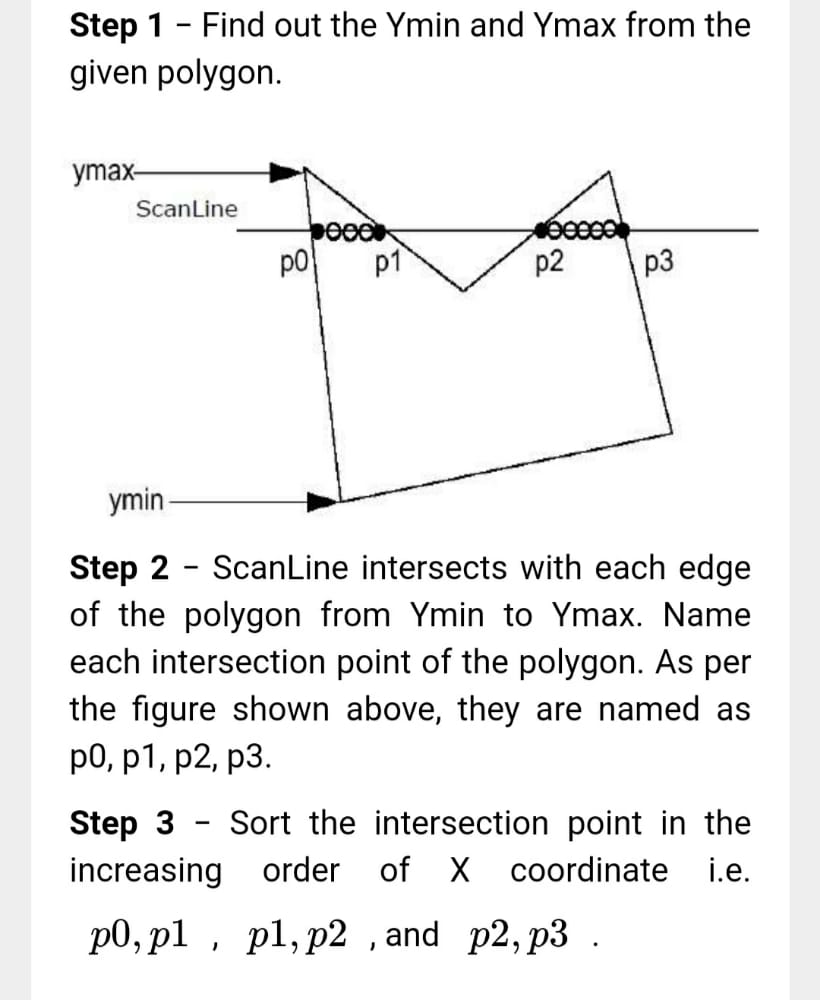 Step 1 – Find out the Ymin and Ymax from the
given polygon.
ymax
ScanLine
p0 p1 p2 p3
ymin
Step 2 – ScanLine intersects with each edge
of the polygon from Ymin to Ymax. Name
each intersection point of the polygon. As per
the figure shown above, they are named as
p0, p1, p2, p3.
Step 3 – Sort the intersection point in the
increasing order of X coordinate i.e.
p0, p1 , p1, p2 , and p2, p3 .